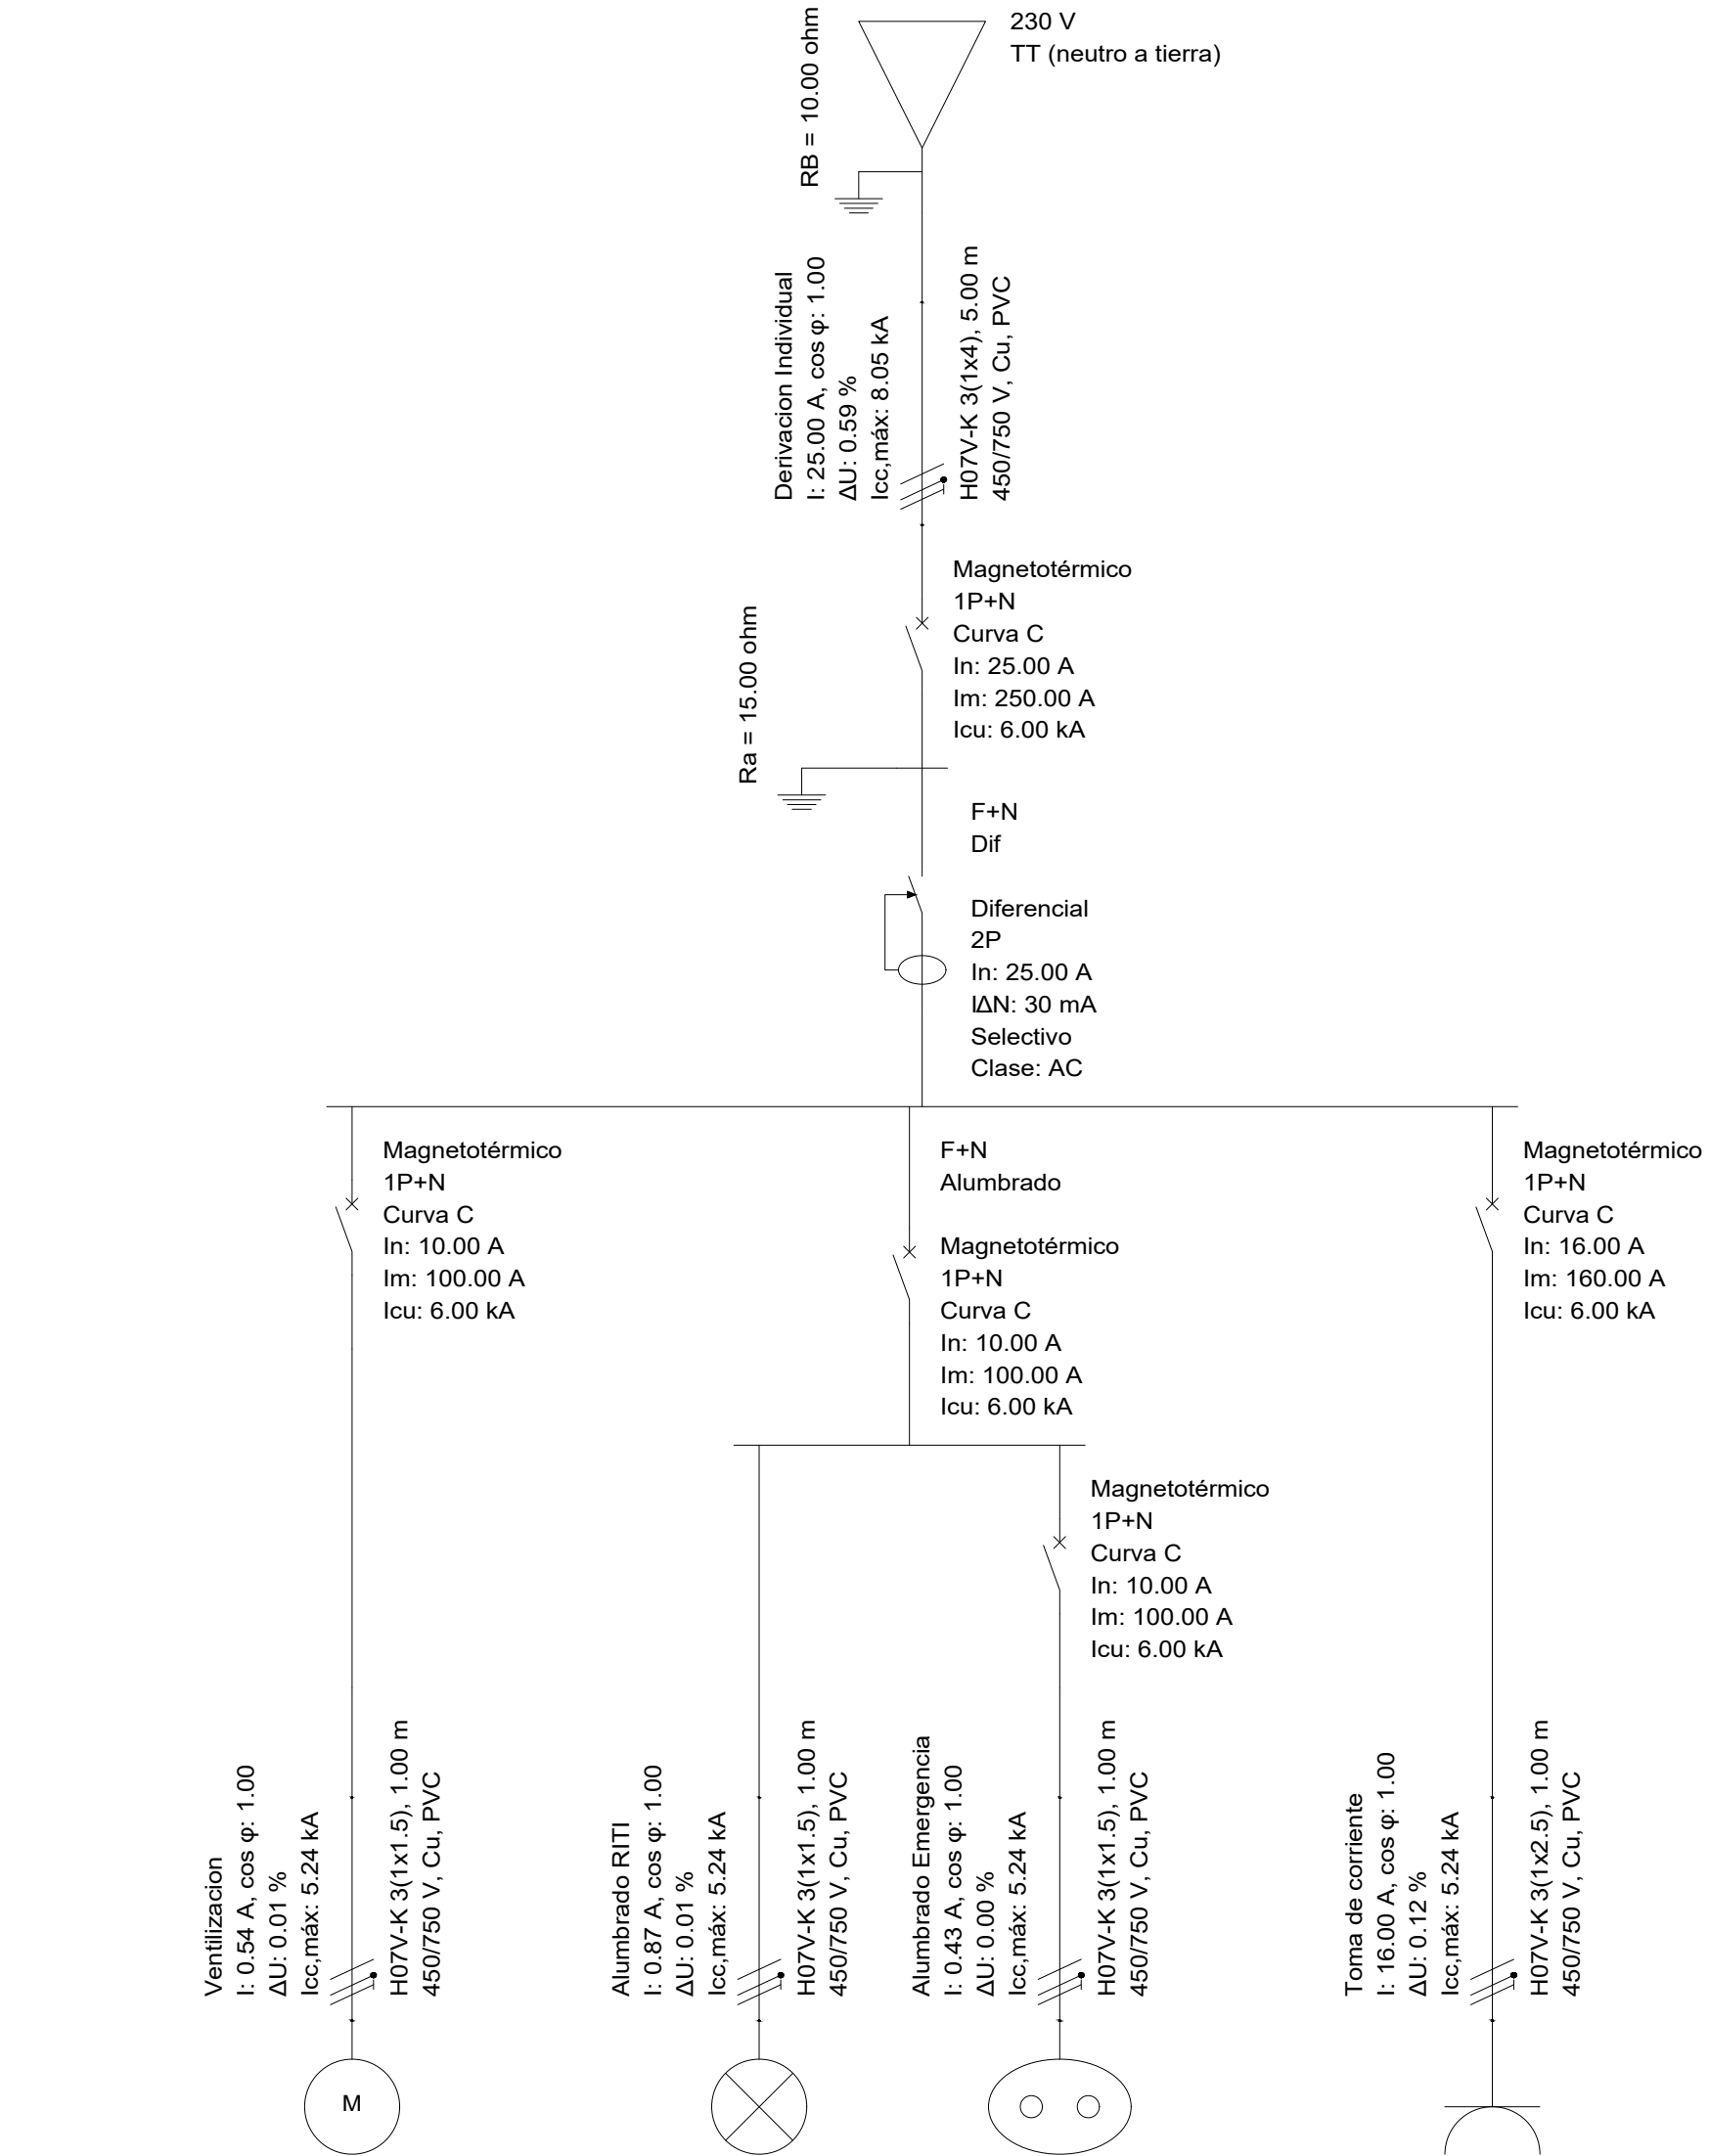 230 V
TT (neutro a tierra)
RB = 10.00 ohm
Derivacion Individual
I: 25.00 A, cos φ: 1.00
ΔU: 0.59 %
Icc,máx: 8.05 kA
H07V-K 3(1x4), 5.00 m
450/750 V, Cu, PVC
Magnetotérmico
1P+N
Curva C
In: 25.00 A
Im: 250.00 A
Icu: 6.00 kA
Ra = 15.00 ohm
F+N
Dif
Diferencial
2P
In: 25.00 A
IΔN: 30 mA
Selectivo
Clase: AC
Magnetotérmico
1P+N
Curva C
In: 10.00 A
Im: 100.00 A
Icu: 6.00 kA
F+N
Alumbrado
Magnetotérmico
1P+N
Curva C
In: 10.00 A
Im: 100.00 A
Icu: 6.00 kA
Magnetotérmico
1P+N
Curva C
In: 16.00 A
Im: 160.00 A
Icu: 6.00 kA
Magnetotérmico
1P+N
Curva C
In: 10.00 A
Im: 100.00 A
Icu: 6.00 kA
Ventilizacion
I: 0.54 A, cos φ: 1.00
ΔU: 0.01 %
Icc,máx: 5.24 kA
H07V-K 3(1x1.5), 1.00 m
450/750 V, Cu, PVC
Alumbrado RITI
I: 0.87 A, cos φ: 1.00
ΔU: 0.01 %
Icc,máx: 5.24 kA
H07V-K 3(1x1.5), 1.00 m
450/750 V, Cu, PVC
Alumbrado Emergencia
I: 0.43 A, cos φ: 1.00
ΔU: 0.00 %
Icc,máx: 5.24 kA
H07V-K 3(1x1.5), 1.00 m
450/750 V, Cu, PVC
Toma de corriente
I: 16.00 A, cos φ: 1.00
ΔU: 0.12 %
Icc,máx: 5.24 kA
H07V-K 3(1x2.5), 1.00 m
450/750 V, Cu, PVC
M